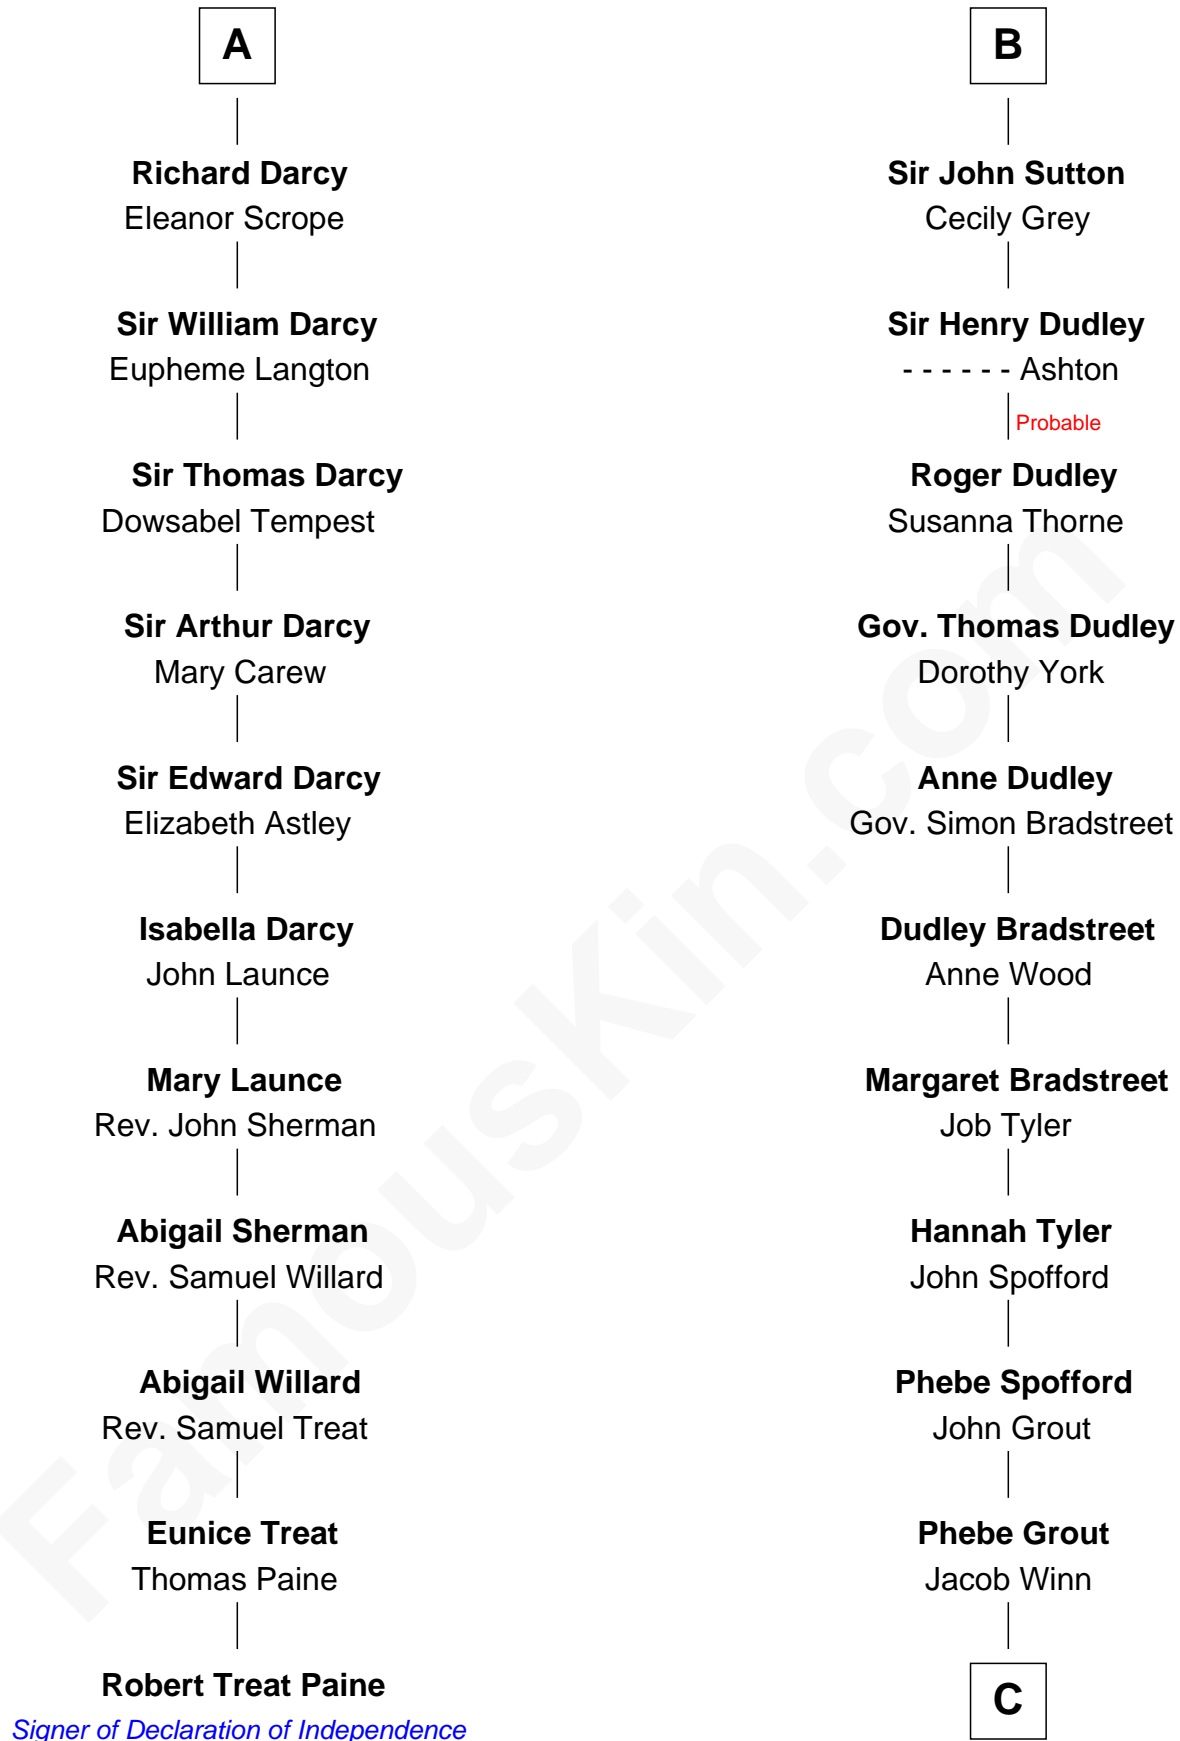 A
Richard Darcy
Eleanor Scrope
Sir William Darcy
Eupheme Langton
Sir Thomas Darcy
Dowsabel Tempest
Sir Arthur Darcy
Mary Carew
Sir Edward Darcy
Elizabeth Astley
Isabella Darcy
John Launce
Mary Launce
Rev. John Sherman
Abigail Sherman
Rev. Samuel Willard
Abigail Willard
Rev. Samuel Treat
Eunice Treat
Thomas Paine
Robert Treat Paine
Signer of Declaration of Independence
B
Sir John Sutton
Cecily Grey
Sir Henry Dudley
- - - - - - Ashton
Probable
Roger Dudley
Susanna Thorne
Gov. Thomas Dudley
Dorothy York
Anne Dudley
Gov. Simon Bradstreet
Dudley Bradstreet
Anne Wood
Margaret Bradstreet
Job Tyler
Hannah Tyler
John Spofford
Phebe Spofford
John Grout
Phebe Grout
Jacob Winn
C
FamousKin.com